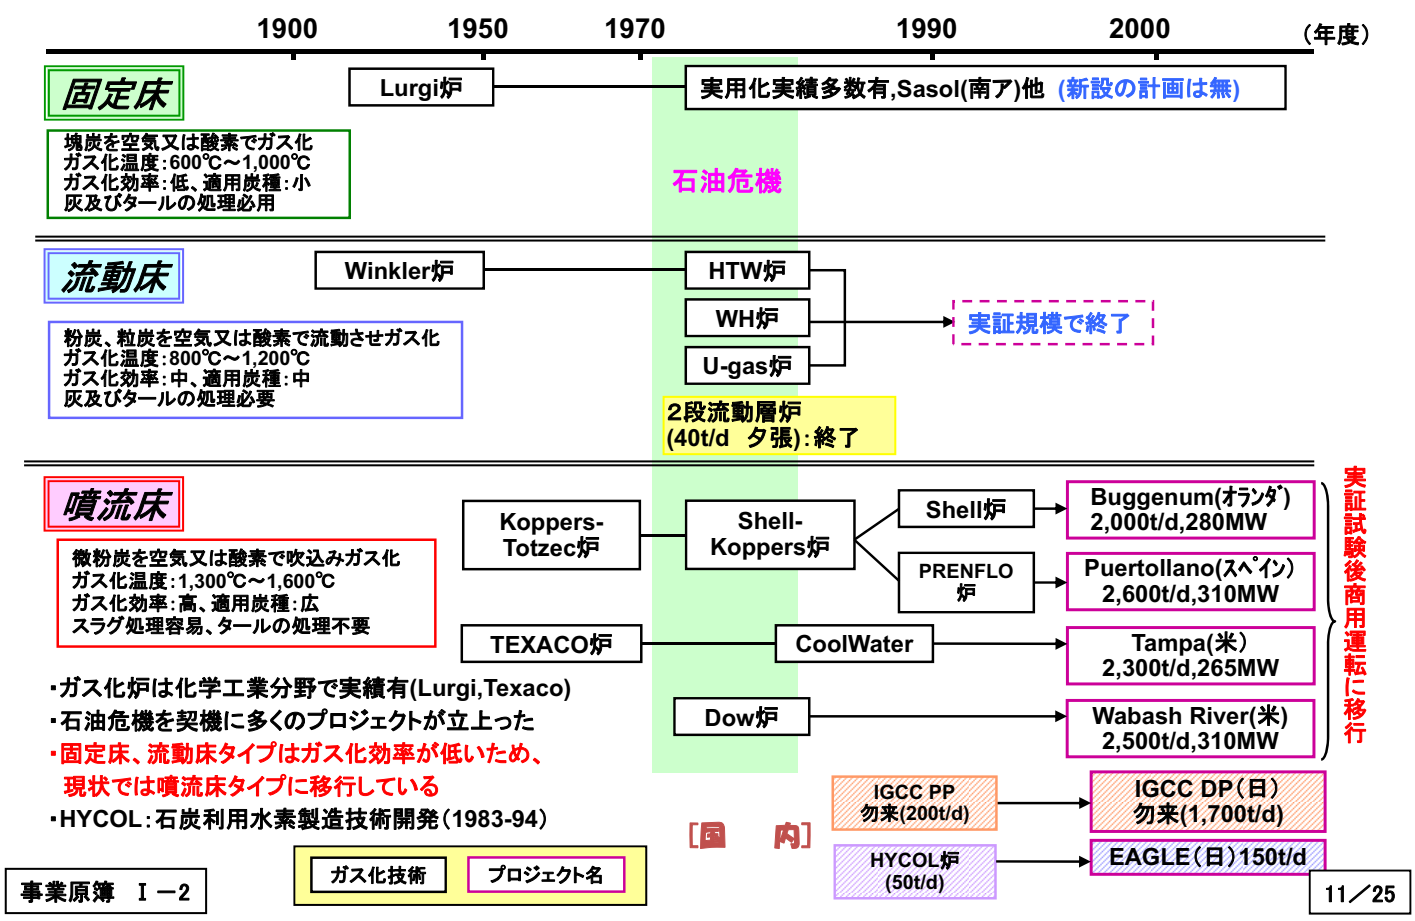 1900 1950 1970 1990 2000 (年度)
固定床
Lurgi炉
実用化実績多数有,Sasol(南ア)他 (新設の計画は無)
塊炭を空気又は酸素でガス化
ガス化温度:600℃～1,000℃
ガス化効率:低、適用炭種:小
灰及びタールの処理必用
石油危機
流動床
Winkler炉
HTW炉
WH炉
U-gas炉
実証規模で終了
粉炭、粒炭を空気又は酸素で流動させガス化
ガス化温度:800℃～1,200℃
ガス化効率:中、適用炭種:中
灰及びタールの処理必要
2段流動層炉
(40t/d 夕張):終了
噴流床
Koppers-
Totzec炉
Shell-
Koppers炉
Shell炉
PRENFLO
炉
Buggenum(オランダ)
2,000t/d,280MW
Puertollano(スペイン)
2,600t/d,310MW
微粉炭を空気又は酸素で吹込みガス化
ガス化温度:1,300℃～1,600℃
ガス化効率:高、適用炭種:広
スラグ処理容易、タールの処理不要
TEXACO炉
CoolWater
Tampa(米)
2,300t/d,265MW
Dow炉
Wabash River(米)
2,500t/d,310MW
実証試験後商用運転に移行
・ガス化炉は化学工業分野で実績有(Lurgi,Texaco)
・石油危機を契機に多くのプロジェクトが立上った
・固定床、流動床タイプはガス化効率が低いため、
現状では噴流床タイプに移行している
・HYCOL:石炭利用水素製造技術開発(1983-94)
[国 内]
IGCC PP
勿来(200t/d)
IGCC DP(日)
勿来(1,700t/d)
HYCOL炉
(50t/d)
EAGLE(日)150t/d
ガス化技術
プロジェクト名
事業原簿 Ⅰ-2
11/25